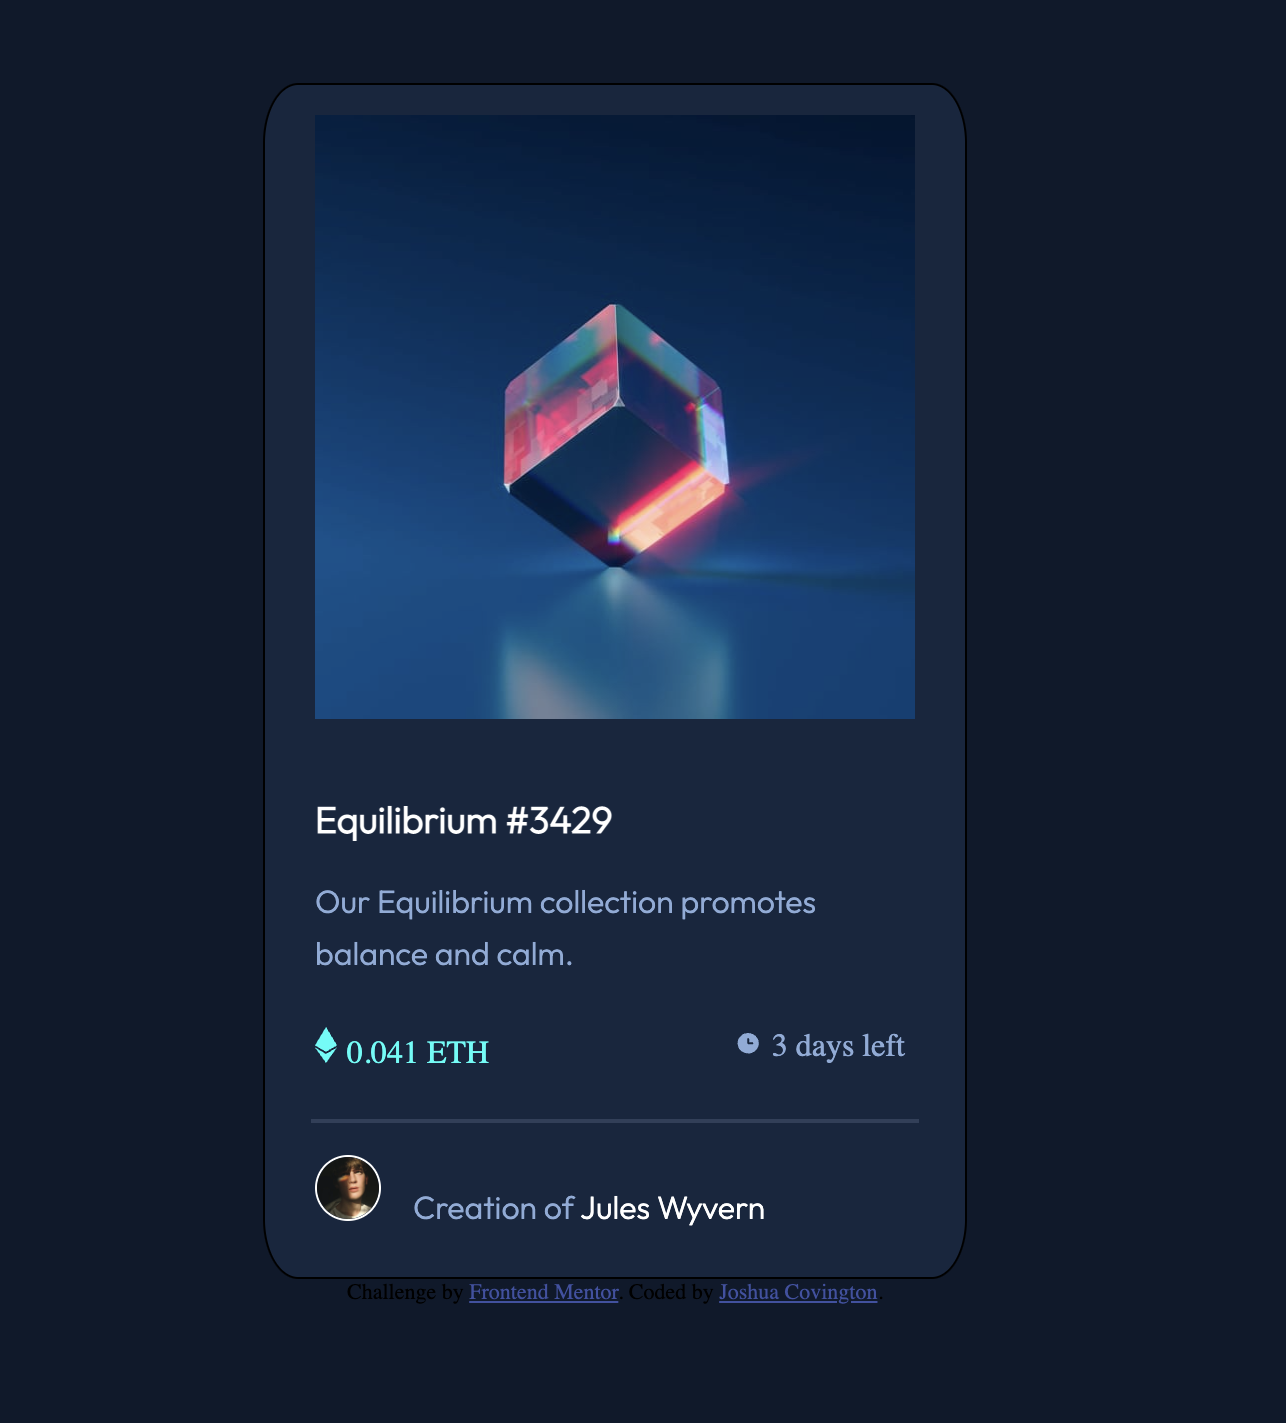 Equilibrium #3429
Our Equilibrium collection promotes
balance and calm.
0.041 ETH
3 days left
Creation of Jules Wyvern
Challenge by Frontend Mentor. Coded by Joshua Covington.